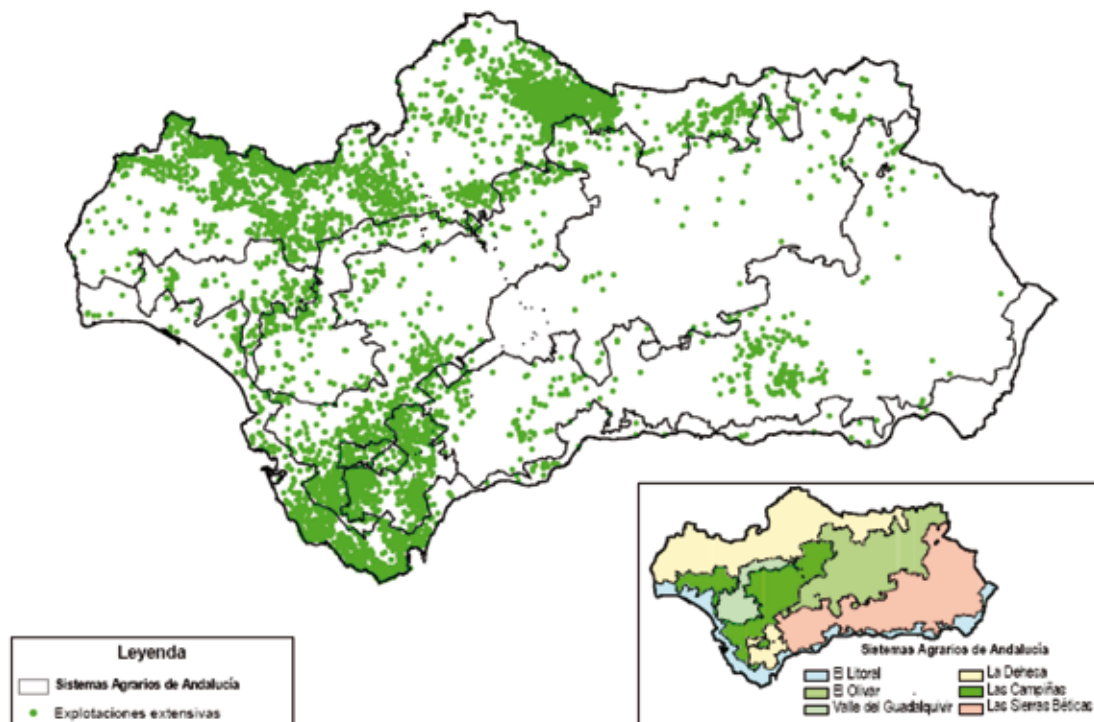 Leyenda
Sistemas Agrarios de Andalucía
Explotaciones extensivas
Sistemas Agrarios de Andalucía
El Litoral
El Olivar
Valle del Guadalquivir
La Dehesa
Las Campiñas
Las Sierras Béticas